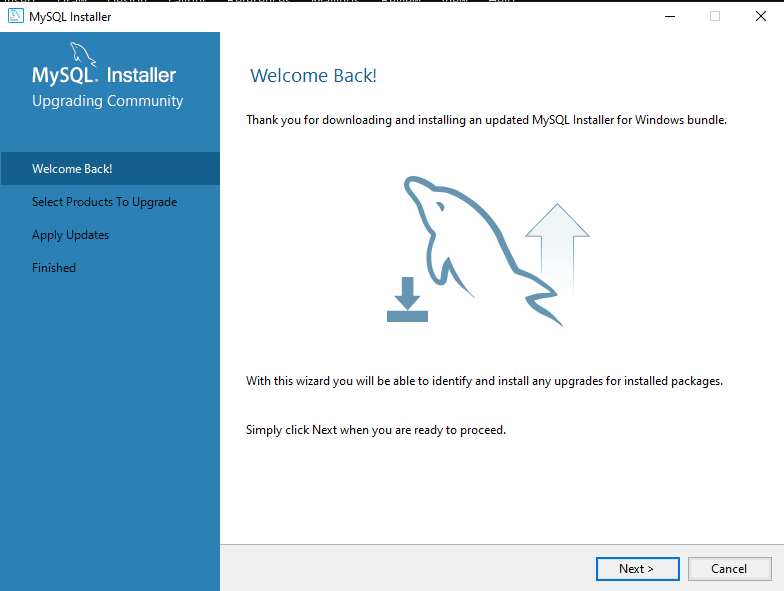 MySQL Installer
MySQL. Installer
Upgrading Community
Welcome Back!
Select Products To Upgrade
Apply Updates
Finished
Welcome Back!
Thank you for downloading and installing an updated MySQL Installer for Windows bundle.
With this wizard you will be able to identify and install any upgrades for installed packages.
Simply click Next when you are ready to proceed.
Next >
Cancel